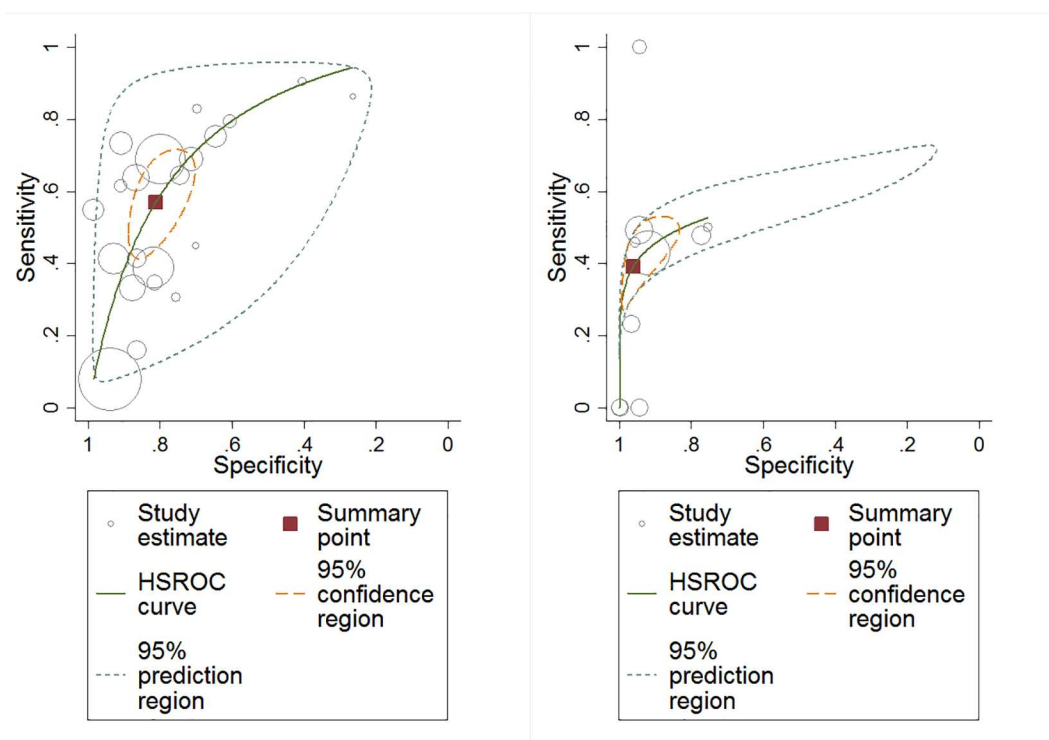 Sensitivity
1
.8
.6
.4
.2
0
1 .8 .6 .4 .2 0
Specificity
Study estimate
Summary point
HSROC curve
95% confidence region
95% prediction region
Sensitivity
1
.8
.6
.4
.2
0
1 .8 .6 .4 .2 0
Specificity
Study estimate
Summary point
HSROC curve
95% confidence region
95% prediction region